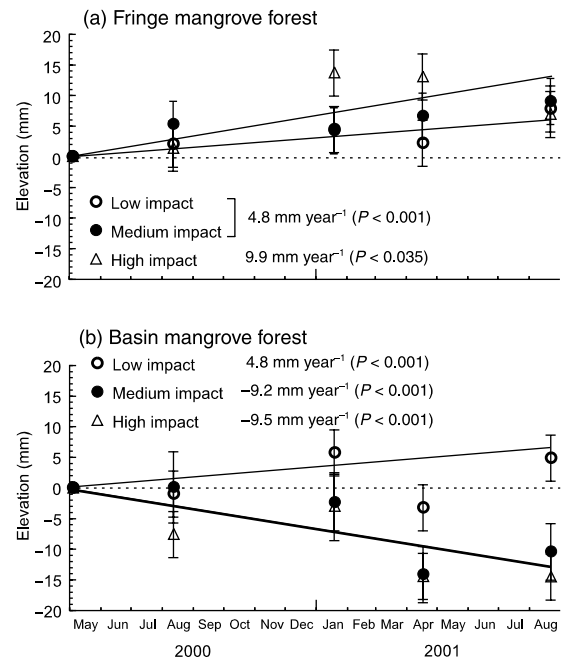 (a) Fringe mangrove forest
20
15
10
5
0
−5
−10
−15
−20
Elevation (mm)
Low impact
Medium impact
4.8 mm year−1 (P < 0.001)
High impact 9.9 mm year−1 (P < 0.035)
(b) Basin mangrove forest
20
15
10
5
0
−5
−10
−15
−20
Elevation (mm)
Low impact 4.8 mm year−1 (P < 0.001)
Medium impact −9.2 mm year−1 (P < 0.001)
High impact −9.5 mm year−1 (P < 0.001)
May Jun Jul Aug Sep Oct Nov Dec Jan Feb Mar Apr May Jun Jul Aug
2000 2001